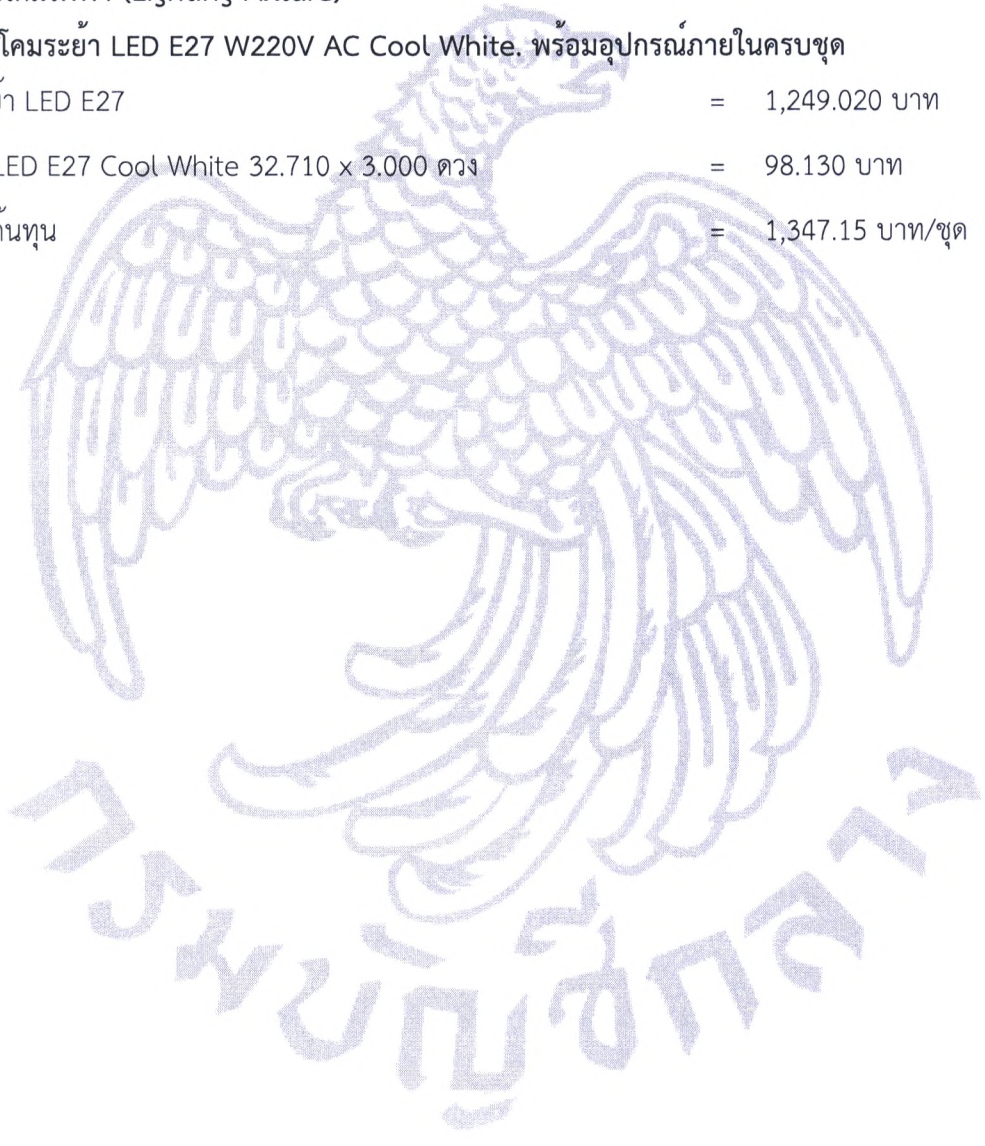 (Lighting Fixture)
โคมระย้า LED E27 W220V AC Cool White. พร้อมอุปกรณ์ภายในครบชุด
LED E27 = 1,249.020 บาท
LED E27 Cool White 32.710 x 3.000 ดวง = 98.130 บาท
ต้นทุน = 1,347.15 บาท/ชุด
กรมบัญชีกลาง